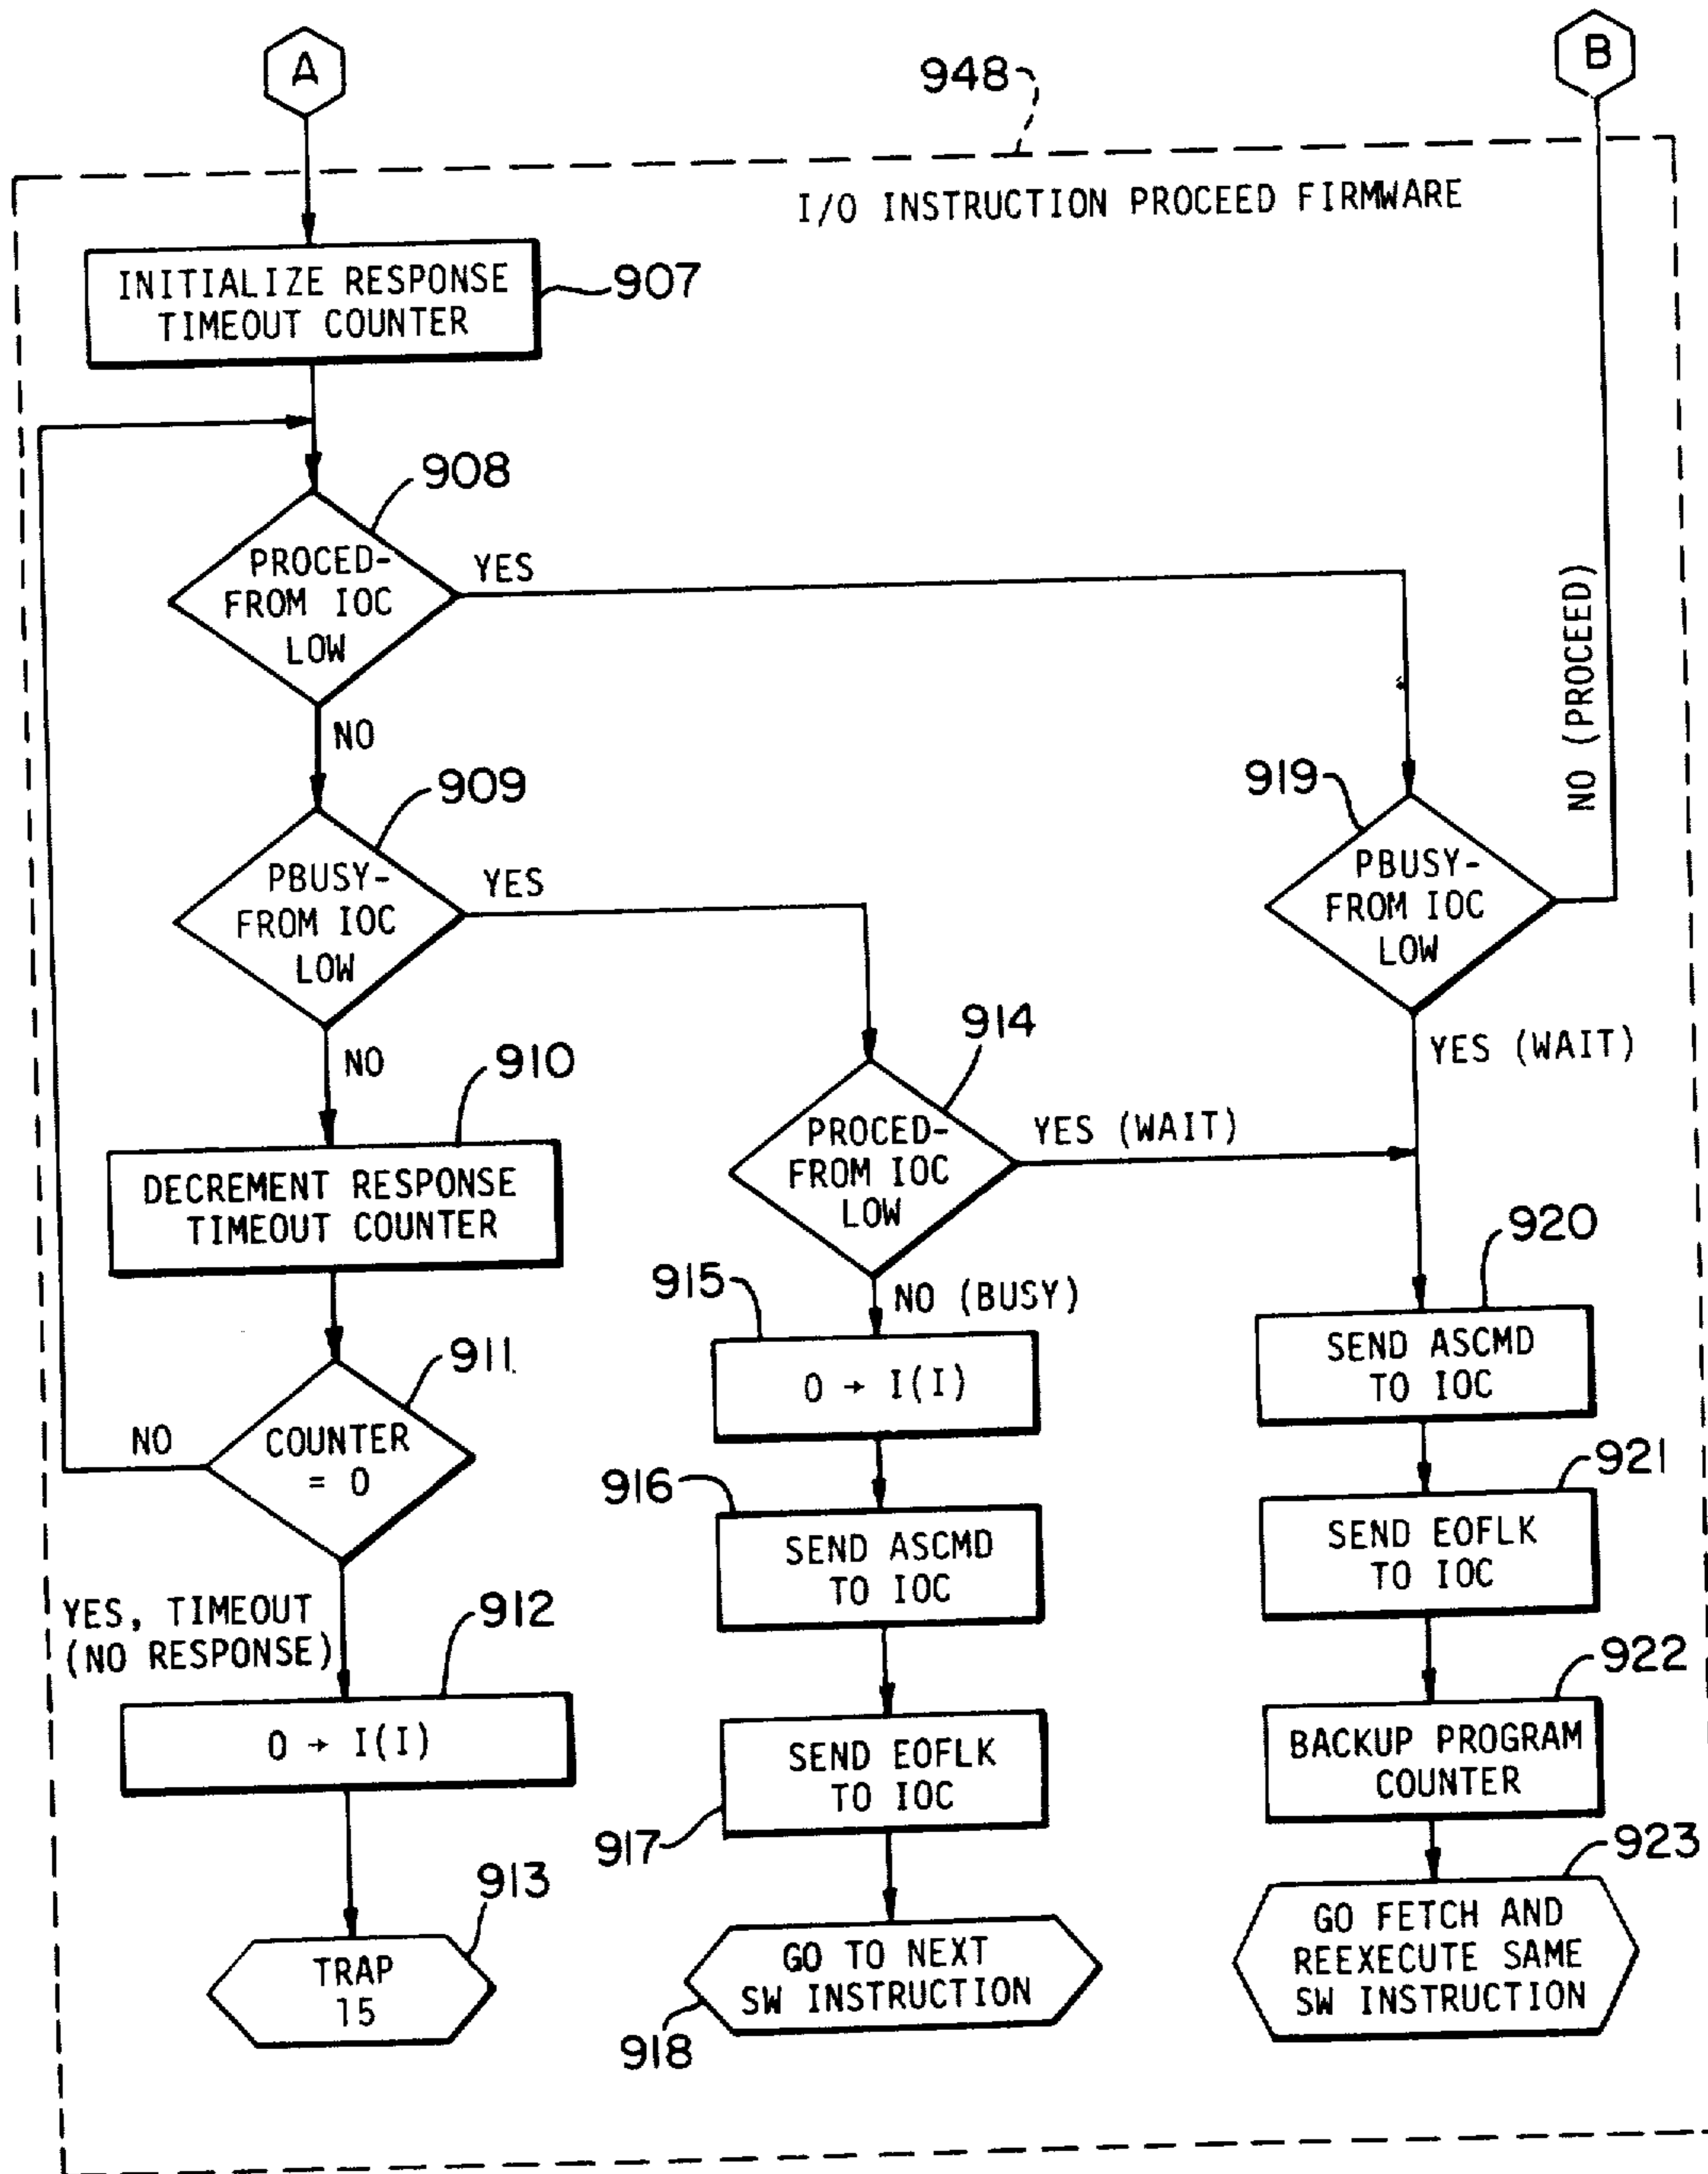 A
B
948
I/O INSTRUCTION PROCEED FIRMWARE
INITIALIZE RESPONSE
TIMEOUT COUNTER
907
908
PROCED-
FROM IOC
LOW
YES
NO
NO (PROCEED)
909
PBUSY-
FROM IOC
LOW
YES
NO
919
PBUSY-
FROM IOC
LOW
YES (WAIT)
910
DECREMENT RESPONSE
TIMEOUT COUNTER
914
PROCED-
FROM IOC
LOW
YES (WAIT)
NO (BUSY)
911
COUNTER
= 0
NO
YES, TIMEOUT
(NO RESPONSE)
912
0 → I(I)
913
TRAP
15
915
0 → I(I)
916
SEND ASCMD
TO IOC
SEND EOFLK
TO IOC
917
GO TO NEXT
SW INSTRUCTION
918
920
SEND ASCMD
TO IOC
921
SEND EOFLK
TO IOC
922
BACKUP PROGRAM
COUNTER
923
GO FETCH AND
REEXECUTE SAME
SW INSTRUCTION